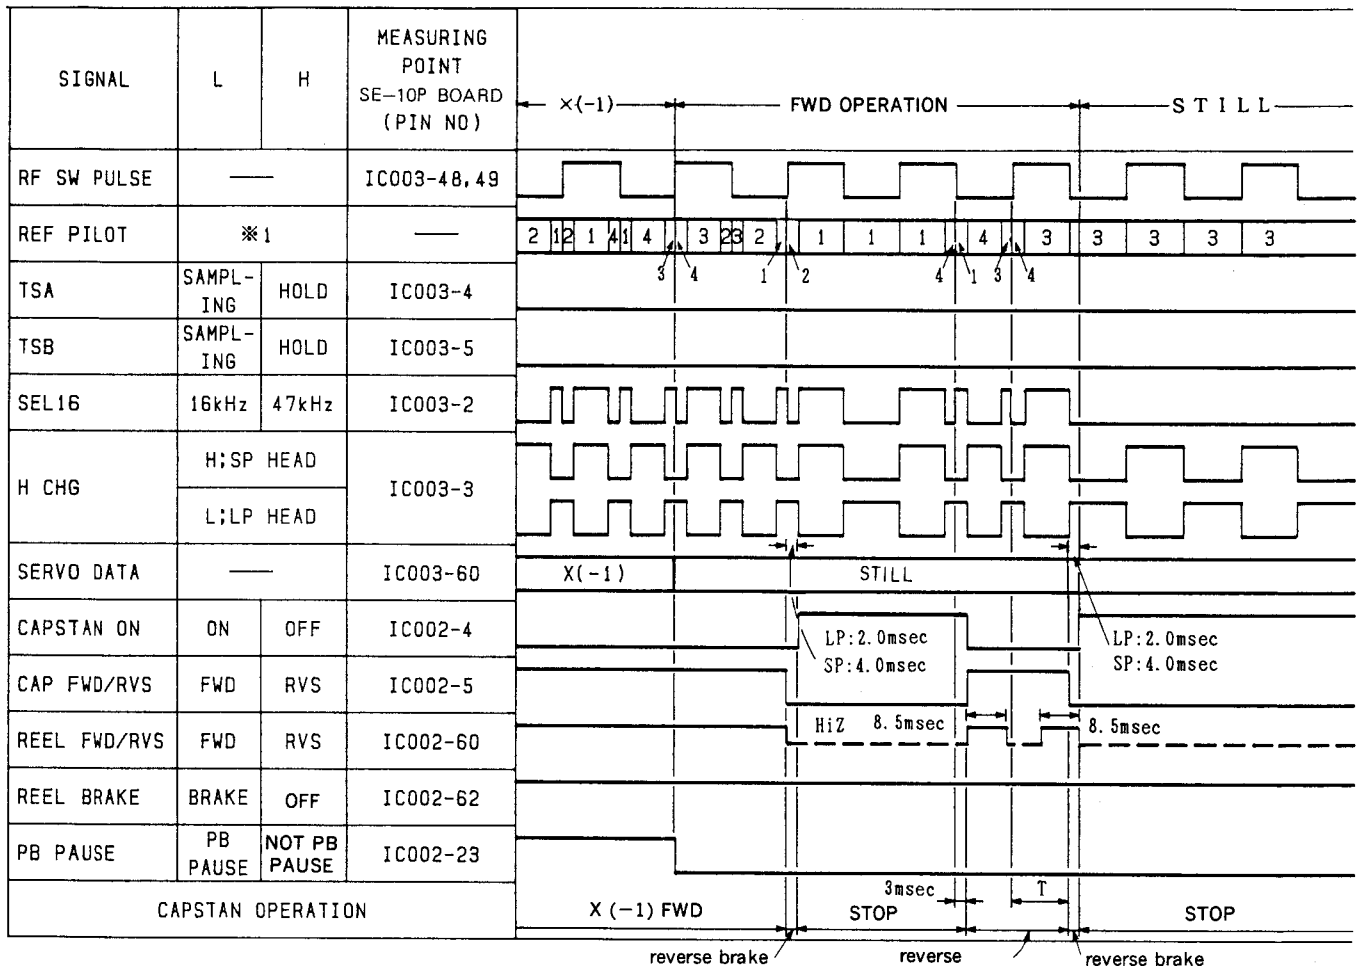 SIGNAL L H MEASURING POINT SE-10P BOARD (PIN NO)
×(-1) FWD OPERATION STILL
RF SW PULSE — IC003-48,49
REF PILOT ※1 —
2 1 2 1 4 1 4 3 2 3 2 1 1 1 4 3 3 3 3 3
3 4 1 2 4 1 3 4
TSA SAMPL-ING HOLD IC003-4
TSB SAMPL-ING HOLD IC003-5
SEL16 16kHz 47kHz IC003-2
H CHG H;SP HEAD IC003-3
L;LP HEAD
SERVO DATA — IC003-60 X(-1) STILL
CAPSTAN ON ON OFF IC002-4
LP:2.0msec
SP:4.0msec
LP:2.0msec
SP:4.0msec
CAP FWD/RVS FWD RVS IC002-5
REEL FWD/RVS FWD RVS IC002-60
HiZ 8.5msec 8.5msec
REEL BRAKE BRAKE OFF IC002-62
PB PAUSE PB PAUSE NOT PB PAUSE IC002-23
3msec T
CAPSTAN OPERATION X (-1) FWD STOP STOP
reverse brake reverse reverse brake